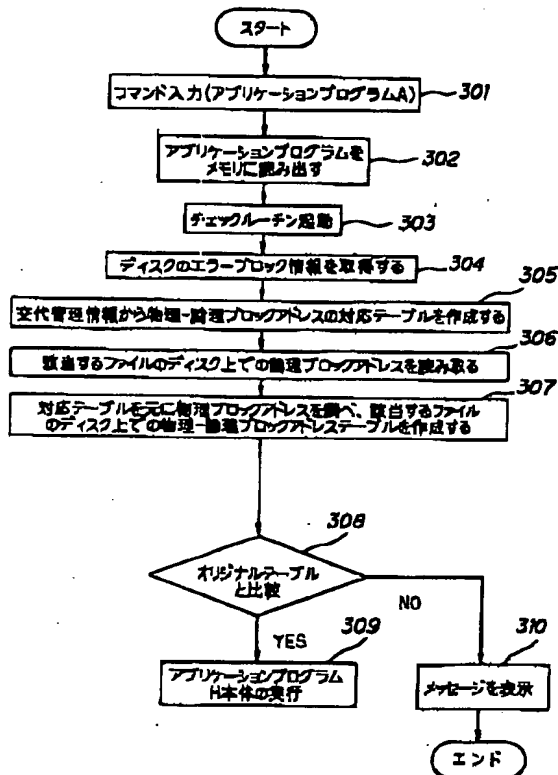 スタート
コマンド入力(アプリケーションプログラムA)
301
アプリケーションプログラムを
メモリに読み出す
302
チェックルーチン起動
303
ディスクのエラーブロック情報を取得する
304
305
交代管理情報から物理-論理ブロックアドレスの対応テーブルを作成する
306
該当するファイルのディスク上での論理ブロックアドレスを読み取る
307
対応テーブルを元に物理ブロックアドレスを調べ、該当するファイル
のディスク上での物理-論理ブロックアドレステーブルを作成する
308
オリジナルテーブル
と比較
NO
YES
309
アプリケーションプログラム
H本体の実行
310
メッセージを表示
エンド